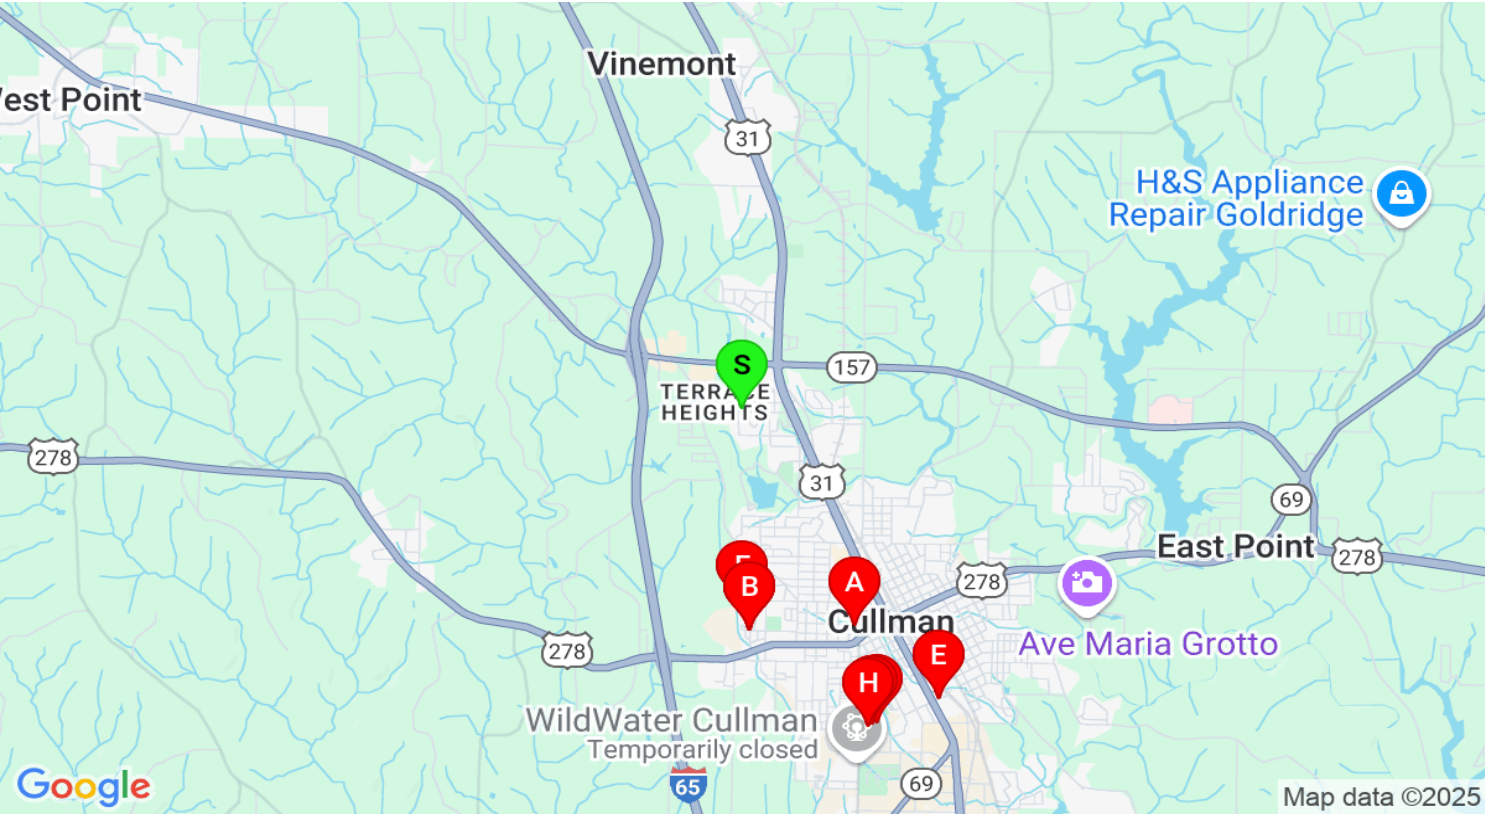 Vinemont
West Point
31
H&S Appliance
Repair Goldridge
S
157
TERRACE
HEIGHTS
278
31
69
East Point
278
278
B
A
Cullman
278
E
Ave Maria Grotto
H
WildWater Cullman
Temporarily closed
65
69
Google
Map data ©2025